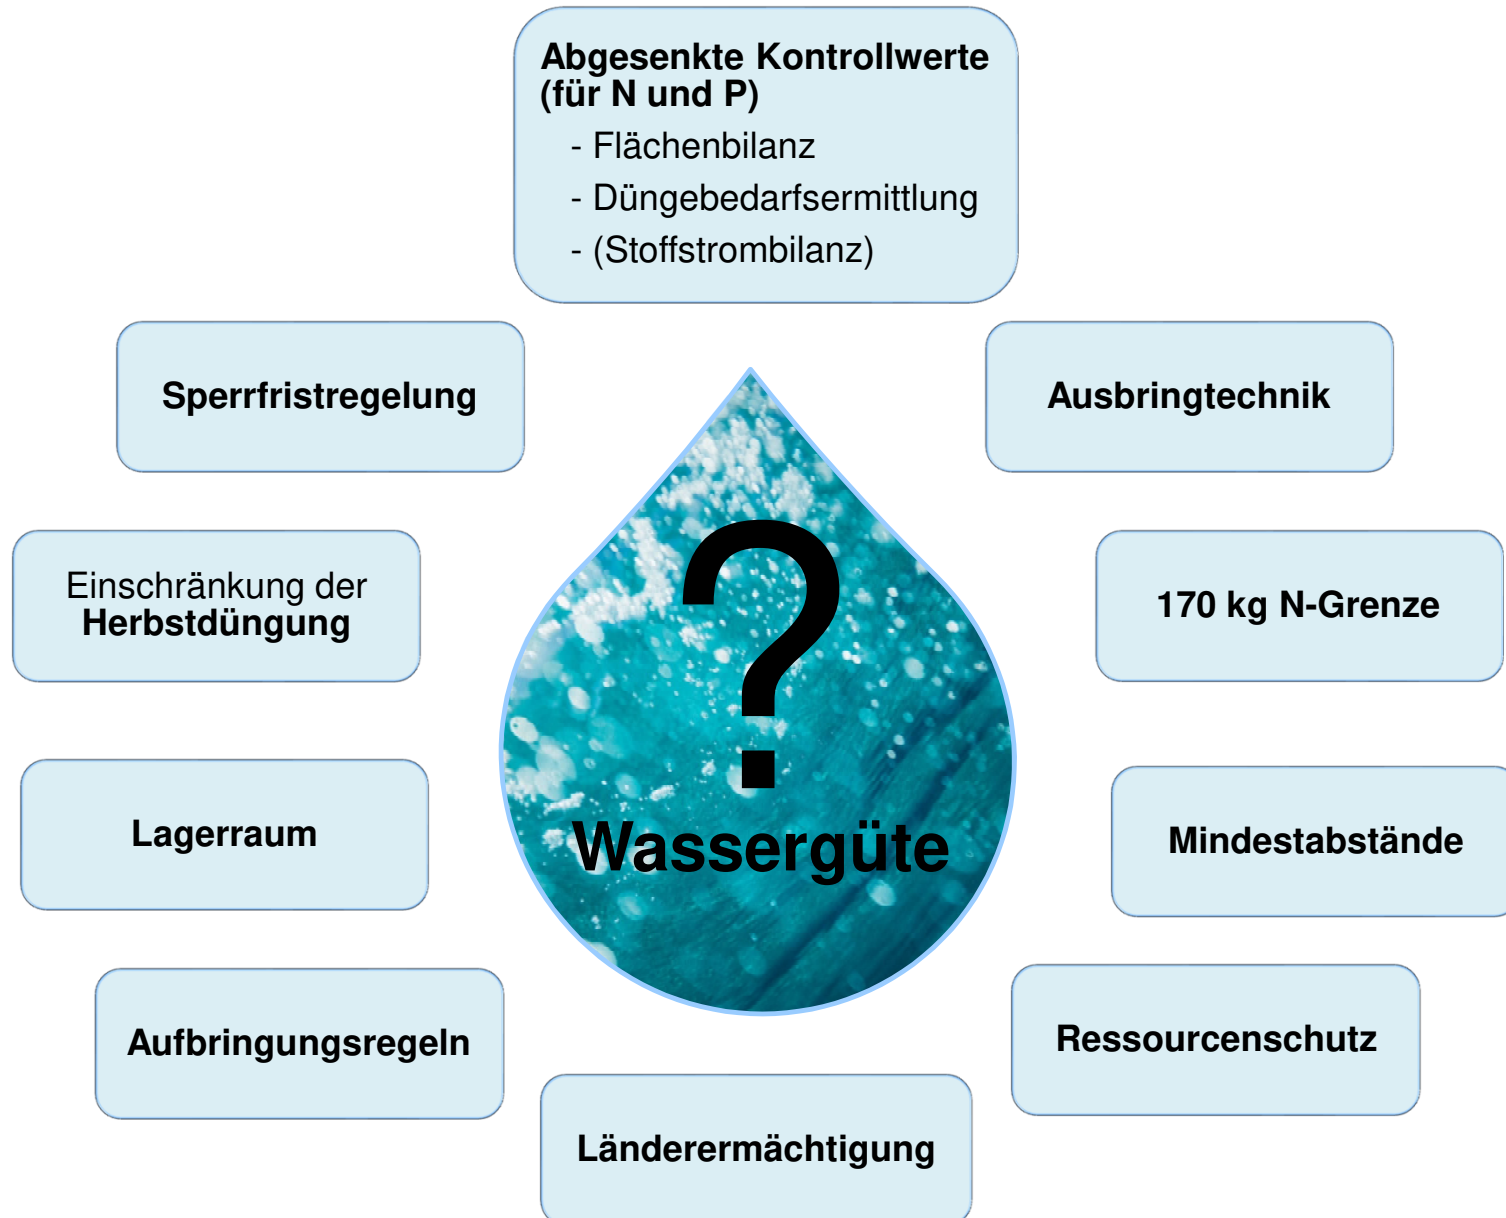 Abgesenkte Kontrollwerte
(für N und P)
- Flächenbilanz
- Düngebedarfsermittlung
- (Stoffstrombilanz)
Sperrfristregelung
Ausbringtechnik
Einschränkung der
Herbstdüngung
170 kg N-Grenze
?
Wassergüte
Lagerraum
Mindestabstände
Aufbringungsregeln
Ressourcenschutz
Länderermächtigung